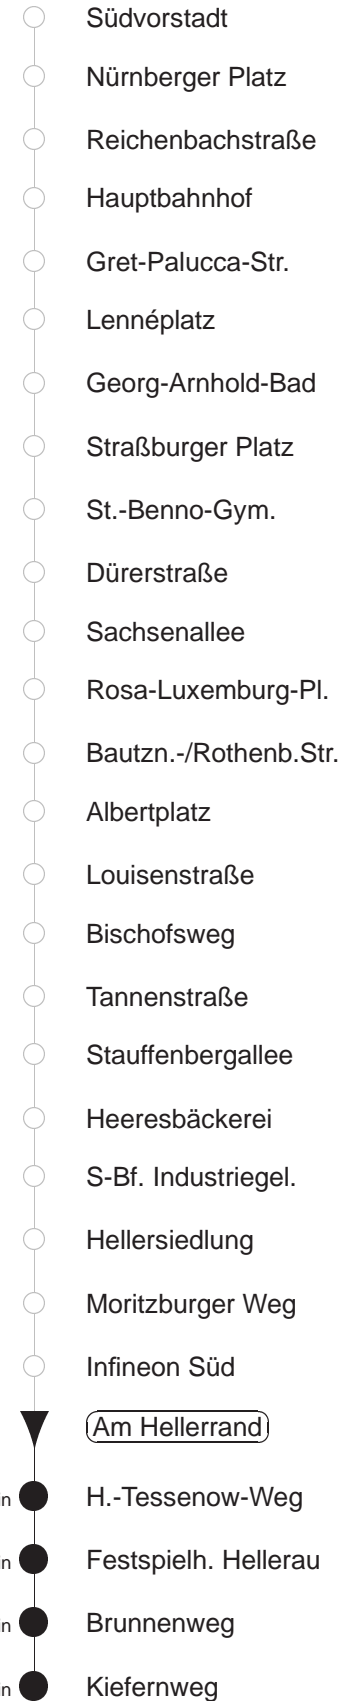 Südvorstadt
Nürnberger Platz
Reichenbachstraße
Hauptbahnhof
Gret-Palucca-Str.
Lennéplatz
Georg-Arnhold-Bad
Straßburger Platz
St.-Benno-Gym.
Dürerstraße
Sachsenallee
Rosa-Luxemburg-Pl.
Bautzn.-/Rothenb.Str.
Albertplatz
Louisenstraße
Bischofsweg
Tannenstraße
Stauffenbergallee
Heeresbäckerei
S-Bf. Industriegel.
Hellersiedlung
Moritzburger Weg
Infineon Süd
Am Hellerrand
H.-Tessenow-Weg
Festspielh. Hellerau
Brunnenweg
Kiefernweg